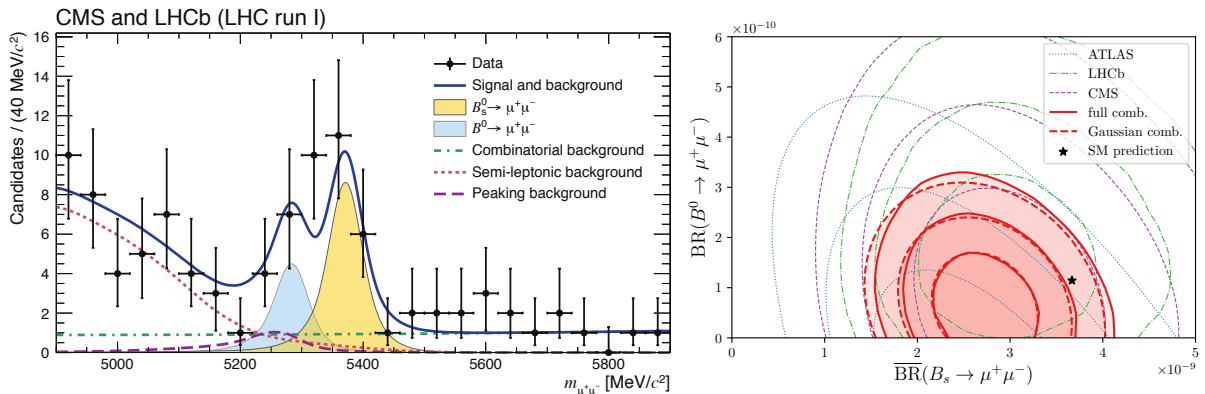 CMS and LHCb (LHC run I)
Candidates / (40 MeV/c²)
16
14
12
10
8
6
4
2
0
Data
Signal and background
B⁰ₛ→ μ⁺μ⁻
B⁰→ μ⁺μ⁻
Combinatorial background
Semi-leptonic background
Peaking background
5000 5200 5400 5600 5800
m_μ⁺μ⁻ [MeV/c²]
×10⁻¹⁰
BR(B⁰ → μ⁺μ⁻)
6
5
4
3
2
1
0
ATLAS
LHCb
CMS
full comb.
Gaussian comb.
SM prediction
0 1 2 3 4 5
B̅R̅(Bₛ → μ⁺μ⁻)
×10⁻⁹